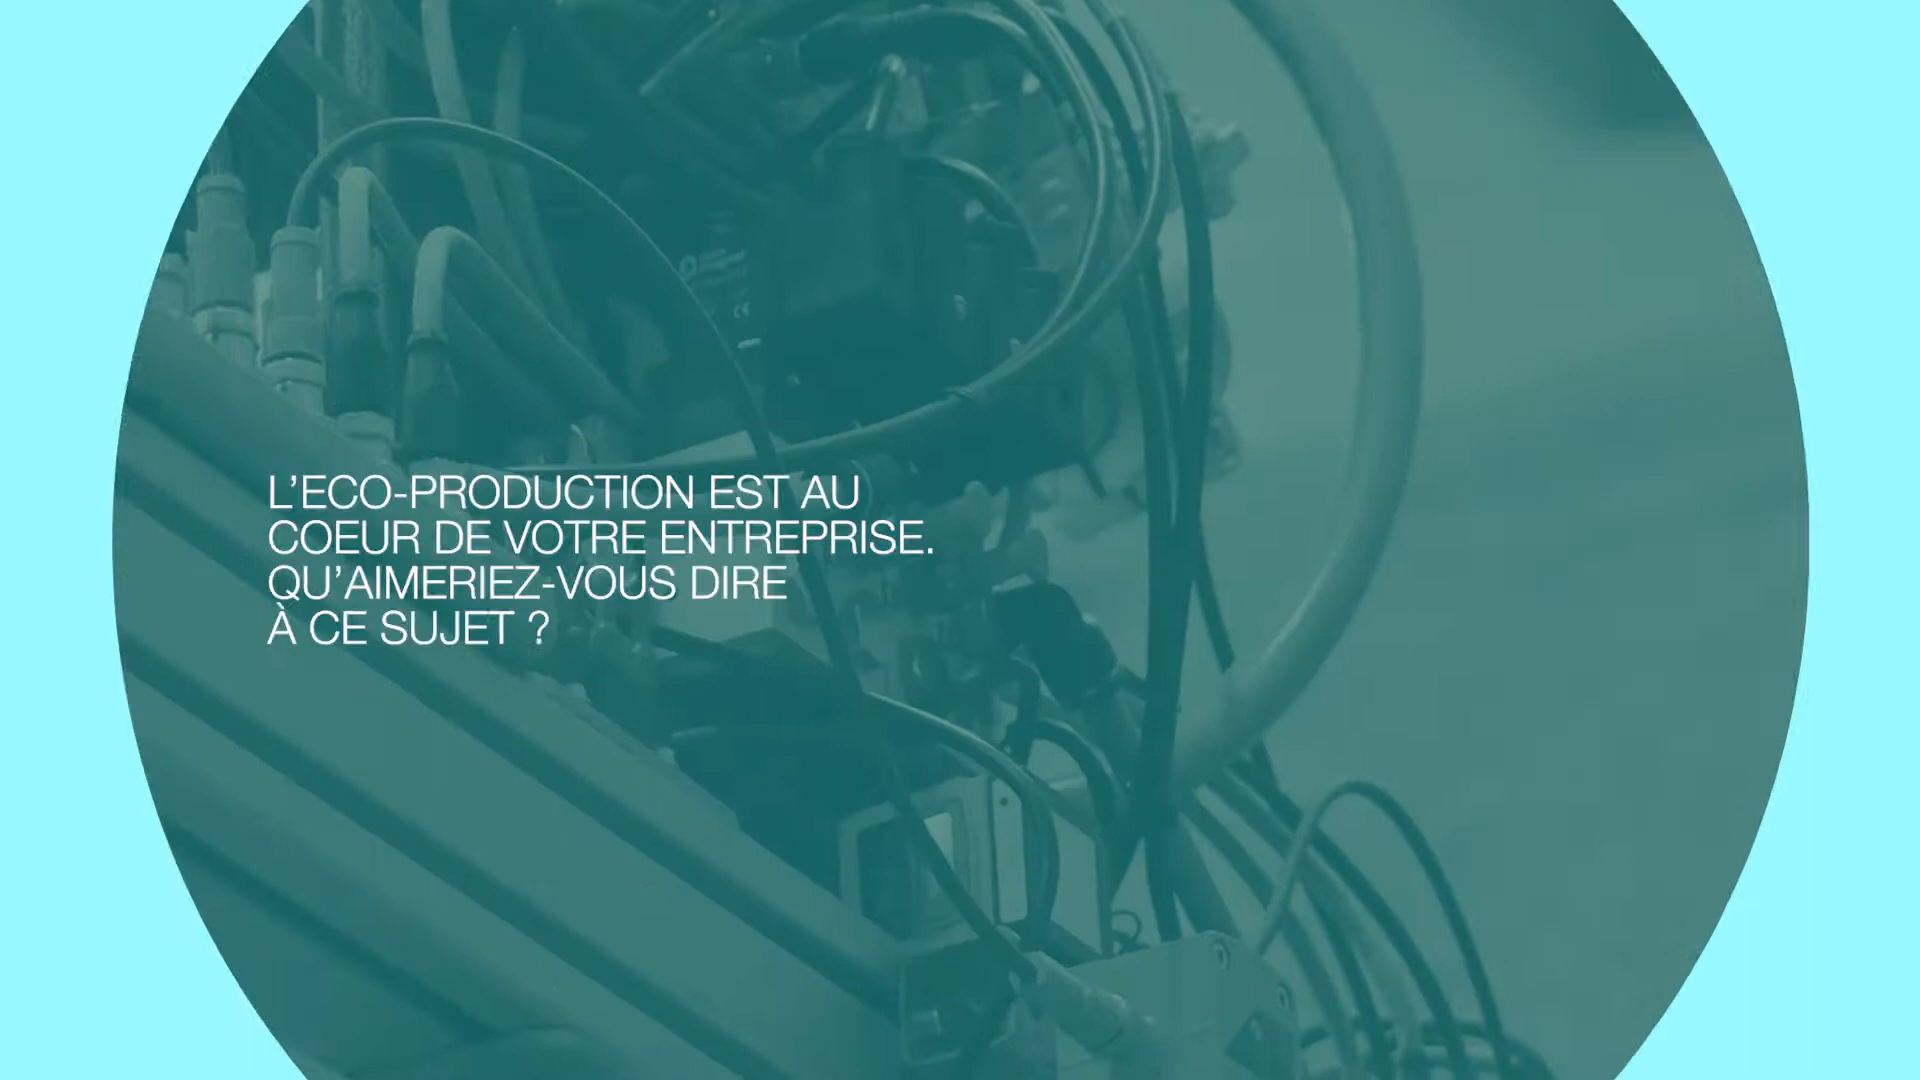 L'ECO-PRODUCTION EST AU
COEUR DE VOTRE ENTREPRISE.
QU'AIMERIEZ-VOUS DIRE
À CE SUJET ?